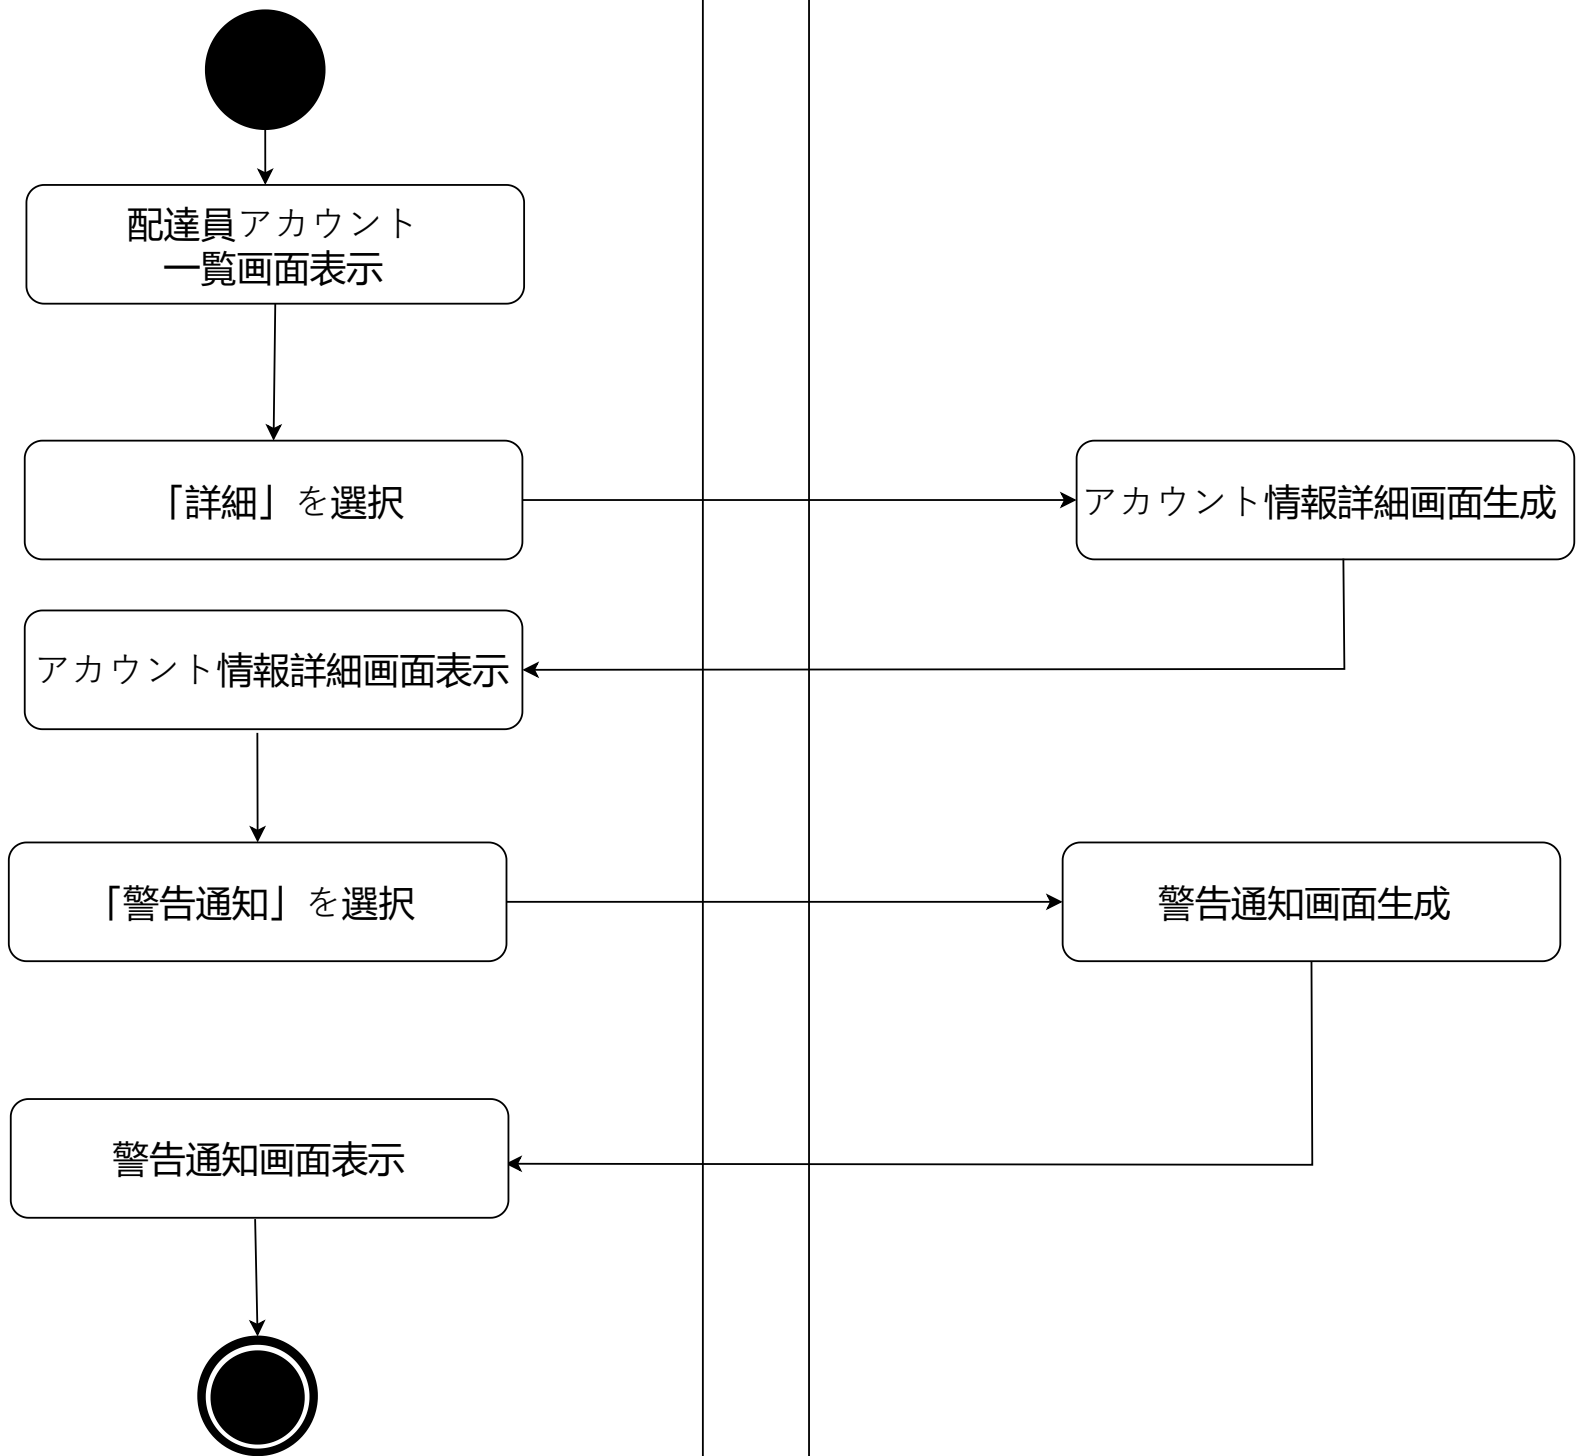 配達員アカウント
一覧画面表示
「詳細」を選択
アカウント情報詳細画面生成
アカウント情報詳細画面表示
「警告通知」を選択
警告通知画面生成
警告通知画面表示